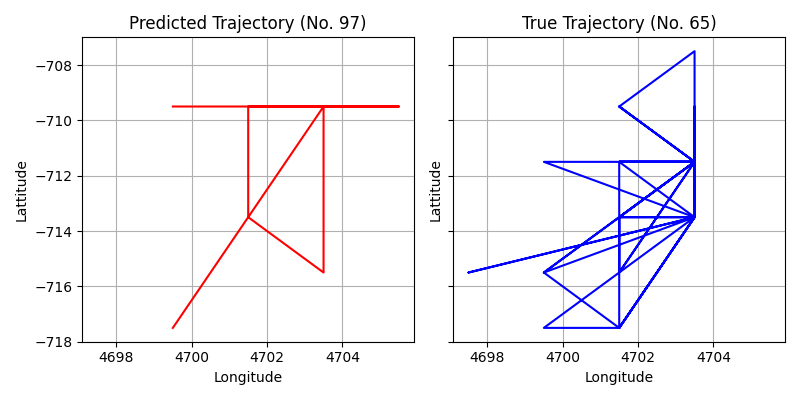 Predicted Trajectory (No. 97)
True Trajectory (No. 65)
−708
−710
−712
−714
−716
−718
Lattitude
Lattitude
4698 4700 4702 4704
4698 4700 4702 4704
Longitude
Longitude